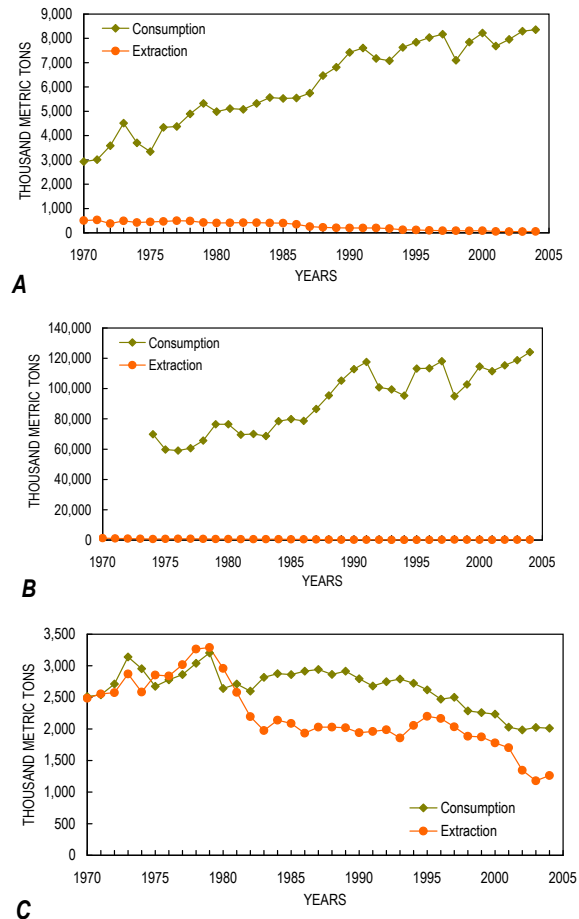 9,000
8,000
7,000
6,000
5,000
4,000
3,000
2,000
1,000
0
THOUSAND METRIC TONS
Consumption
Extraction
1970 1975 1980 1985 1990 1995 2000 2005
YEARS
A
140,000
120,000
100,000
80,000
60,000
40,000
20,000
0
THOUSAND METRIC TONS
Consumption
Extraction
1970 1975 1980 1985 1990 1995 2000 2005
YEARS
B
3,500
3,000
2,500
2,000
1,500
1,000
500
0
THOUSAND METRIC TONS
Consumption
Extraction
1970 1975 1980 1985 1990 1995 2000 2005
YEARS
C